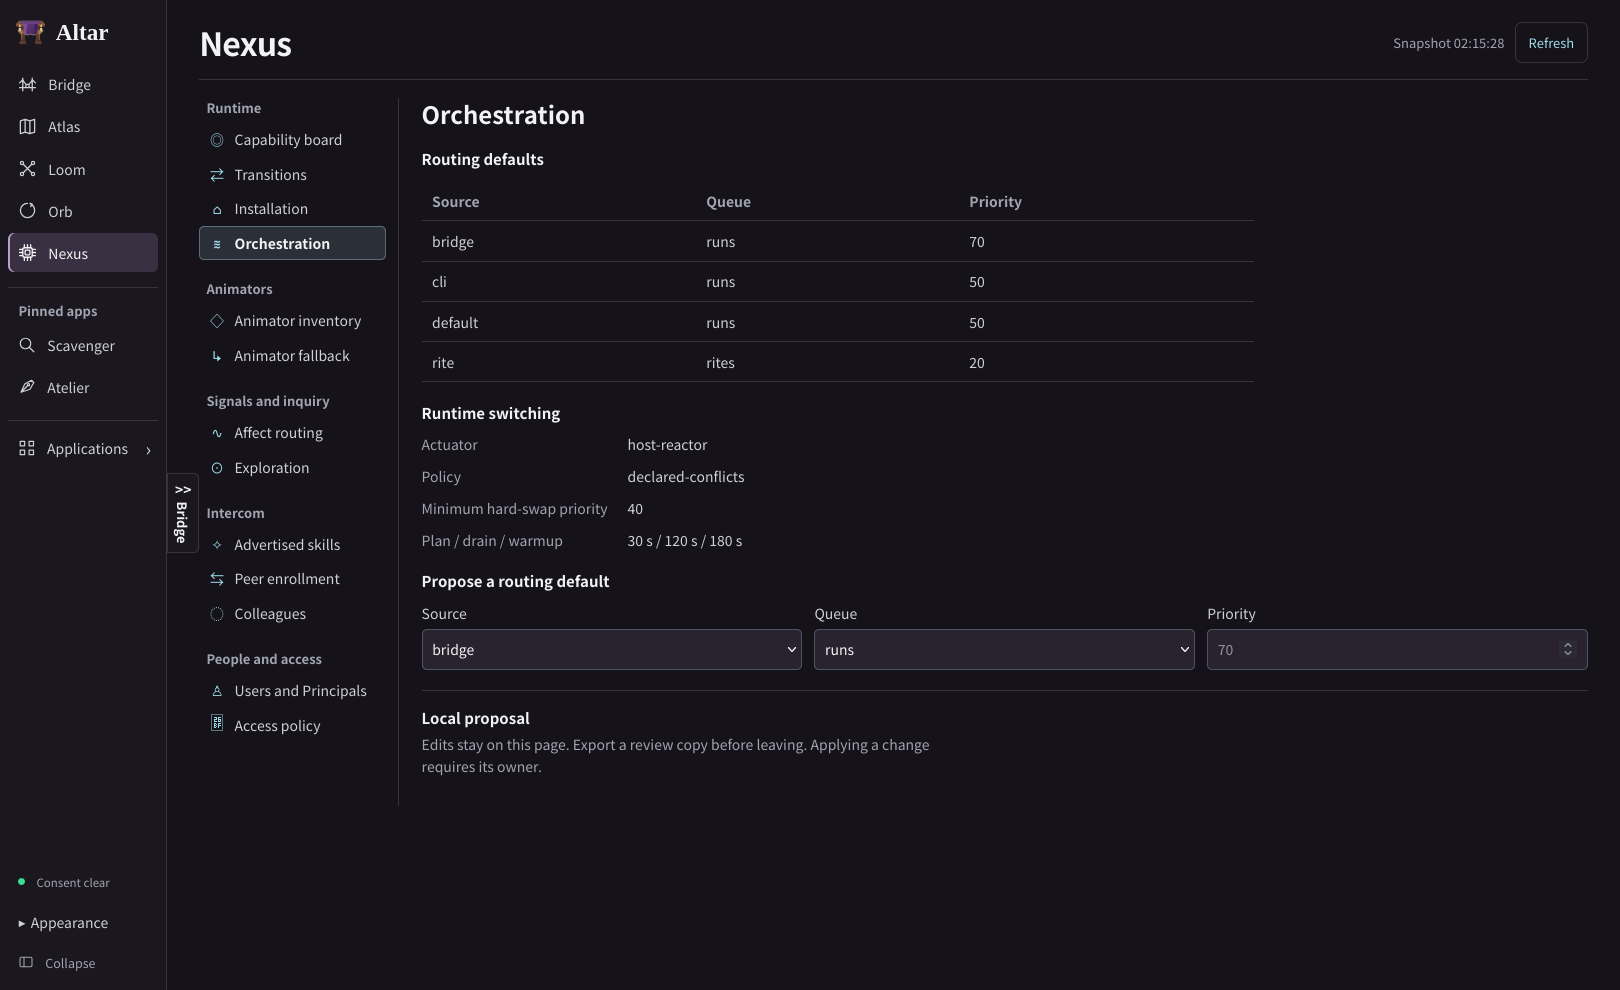 Altar
Bridge
Atlas
Loom
Orb
Nexus
Pinned apps
Scavenger
Atelier
Applications
Consent clear
Appearance
Collapse
>> Bridge
Nexus
Snapshot 02:15:28
Refresh
Runtime
Capability board
Transitions
Installation
Orchestration
Animators
Animator inventory
Animator fallback
Signals and inquiry
Affect routing
Exploration
Intercom
Advertised skills
Peer enrollment
Colleagues
People and access
Users and Principals
Access policy
Orchestration
Routing defaults
Source Queue Priority
bridge runs 70
cli runs 50
default runs 50
rite rites 20
Runtime switching
Actuator host-reactor
Policy declared-conflicts
Minimum hard-swap priority 40
Plan / drain / warmup 30 s / 120 s / 180 s
Propose a routing default
Source Queue Priority
bridge runs 70
Local proposal
Edits stay on this page. Export a review copy before leaving. Applying a change
requires its owner.